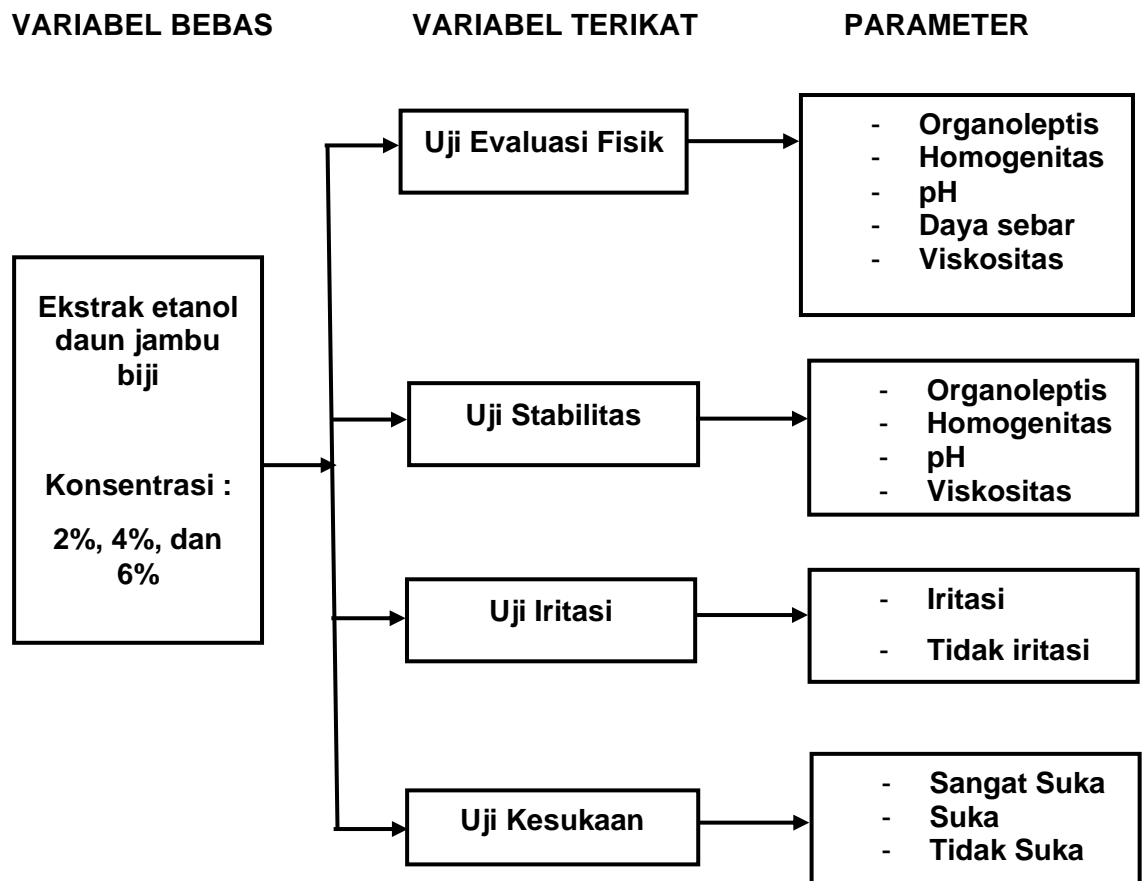 VARIABEL BEBAS
VARIABEL TERIKAT
PARAMETER
Ekstrak etanol
daun jambu
biji
Konsentrasi :
2%, 4%, dan
6%
Uji Evaluasi Fisik
- Organoleptis
- Homogenitas
- pH
- Daya sebar
- Viskositas
Uji Stabilitas
- Organoleptis
- Homogenitas
- pH
- Viskositas
Uji Iritasi
- Iritasi
- Tidak iritasi
Uji Kesukaan
- Sangat Suka
- Suka
- Tidak Suka